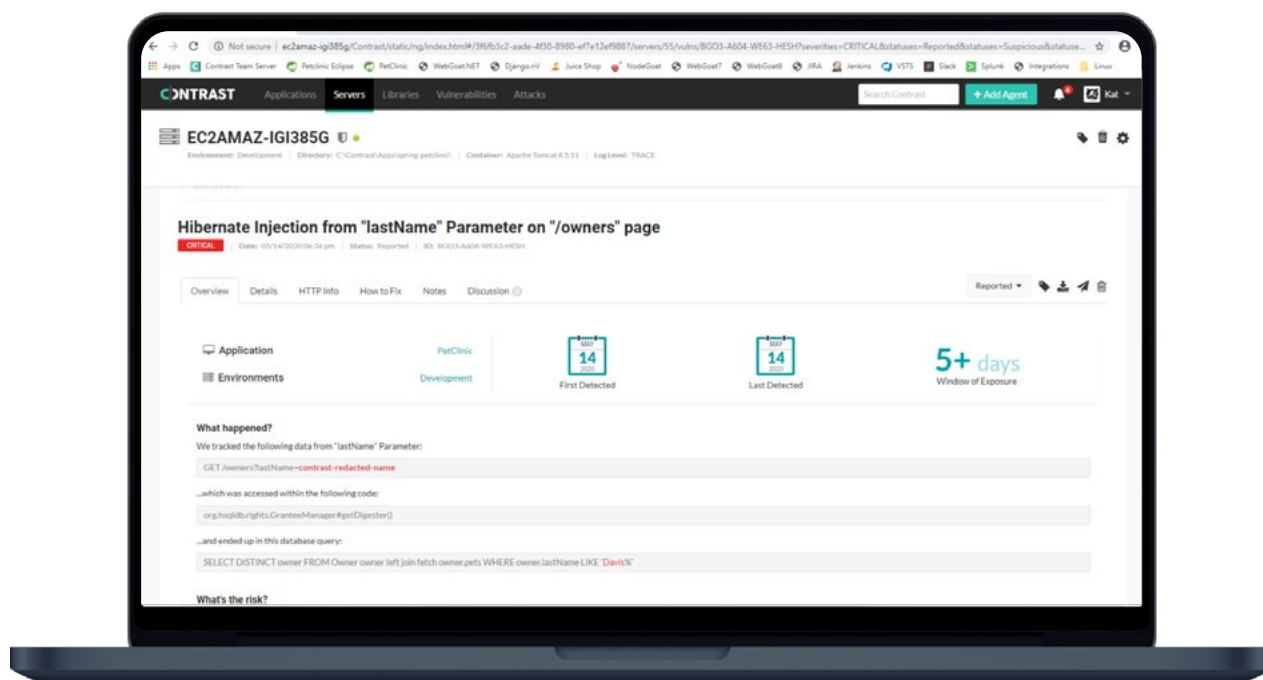 Not secure | ec2amaz-igi385g/Contrast/static/ng/index.html#/3f6fb3c2-aade-4f30-8980-ef7e12ef9887/servers/55/vulns/BGO3-A604-WE63-HESH?severities=CRITICAL&statuses=Reported&statuses=Suspicious&statuse...
Apps Contrast Team Server Petclinic Eclipse PetClinic WebGoat.NET Django.nV Juice Shop NodeGoat WebGoat7 WebGoat8 JIRA Jenkins VSTS Slack Splunk Integrations Linux
CONTRAST Applications Servers Libraries Vulnerabilities Attacks Search Contrast + Add Agent Kat
EC2AMAZ-IGI385G
Environment: Development | Directory: C:\Contrast\Apps\spring-petclinic\ | Container: Apache Tomcat 8.5.11 | Log Level: TRACE
Hibernate Injection from "lastName" Parameter on "/owners" page
CRITICAL | Date: 05/14/2020 06:36 pm | Status: Reported | ID: BGO3-A604-WE63-HESH
Overview Details HTTP Info How to Fix Notes Discussion Reported
Application PetClinic
Environments Development
MAY 14 2020
First Detected
MAY 14 2020
Last Detected
5+ days
Window of Exposure
What happened?
We tracked the following data from "lastName" Parameter:
GET /owners?lastName=contrast-redacted-name
...which was accessed within the following code:
org.hsqldb.rights.GranteeManager#getDigester()
...and ended up in this database query:
SELECT DISTINCT owner FROM Owner owner left join fetch owner.pets WHERE owner.lastName LIKE 'Davis%'
What's the risk?